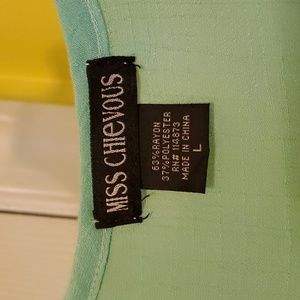 MISS CHIEVOUS
63%RAYON
37%POLYESTER
RN# 114873
MADE IN CHINA
L